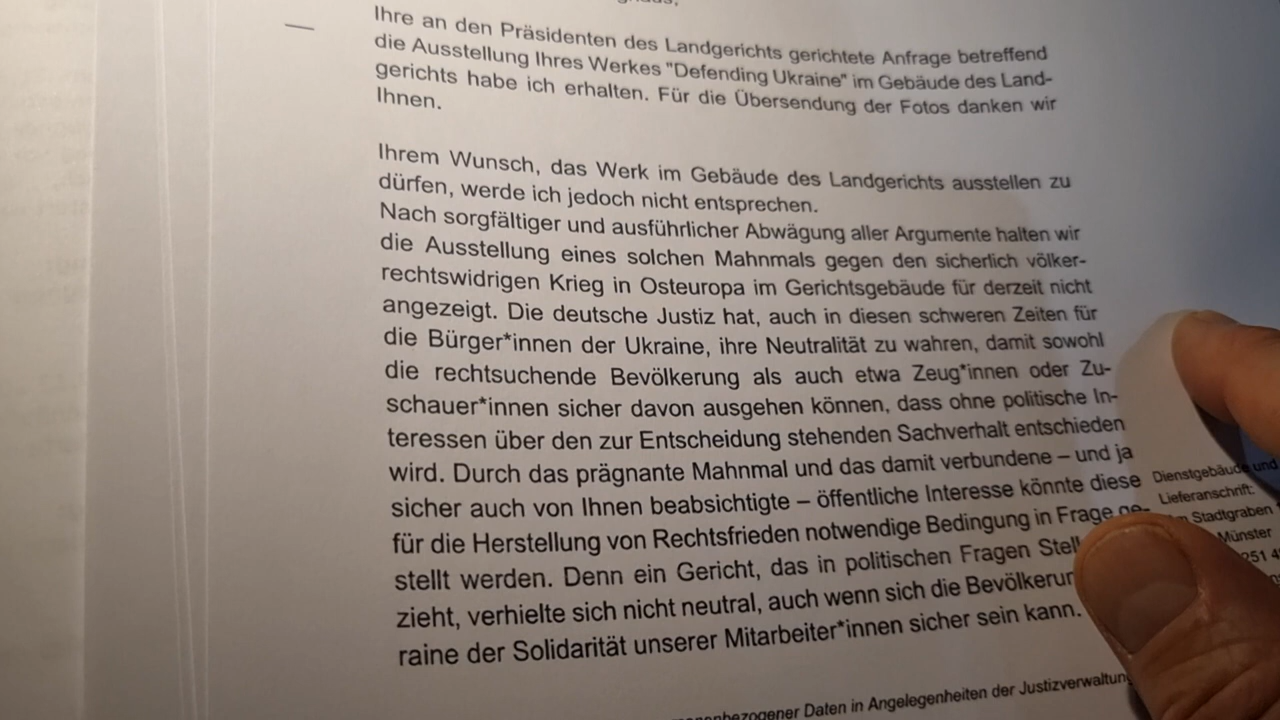 Ihre an den Präsidenten des Landgerichts gerichtete Anfrage betreffend
die Ausstellung Ihres Werkes "Defending Ukraine" im Gebäude des Land-
gerichts habe ich erhalten. Für die Übersendung der Fotos danken wir
Ihnen.
Ihrem Wunsch, das Werk im Gebäude des Landgerichts ausstellen zu
dürfen, werde ich jedoch nicht entsprechen.
Nach sorgfältiger und ausführlicher Abwägung aller Argumente halten wir
die Ausstellung eines solchen Mahnmals gegen den sicherlich völker-
rechtswidrigen Krieg in Osteuropa im Gerichtsgebäude für derzeit nicht
angezeigt. Die deutsche Justiz hat, auch in diesen schweren Zeiten für
die Bürger*innen der Ukraine, ihre Neutralität zu wahren, damit sowohl
die rechtsuchende Bevölkerung als auch etwa Zeug*innen oder Zu-
schauer*innen sicher davon ausgehen können, dass ohne politische In-
teressen über den zur Entscheidung stehenden Sachverhalt entschieden
wird. Durch das prägnante Mahnmal und das damit verbundene – und ja
sicher auch von Ihnen beabsichtigte – öffentliche Interesse könnte diese
für die Herstellung von Rechtsfrieden notwendige Bedingung in Frage ge-
stellt werden. Denn ein Gericht, das in politischen Fragen
zieht, verhielte sich nicht neutral, auch wenn sich die
raine der Solidarität unserer Mitarbeiter*innen sicher sein kann.
Dienstgebäude und
Lieferanschrift:
Stadtgraben
Münster
Daten in Angelegenheiten der Justizverwaltung